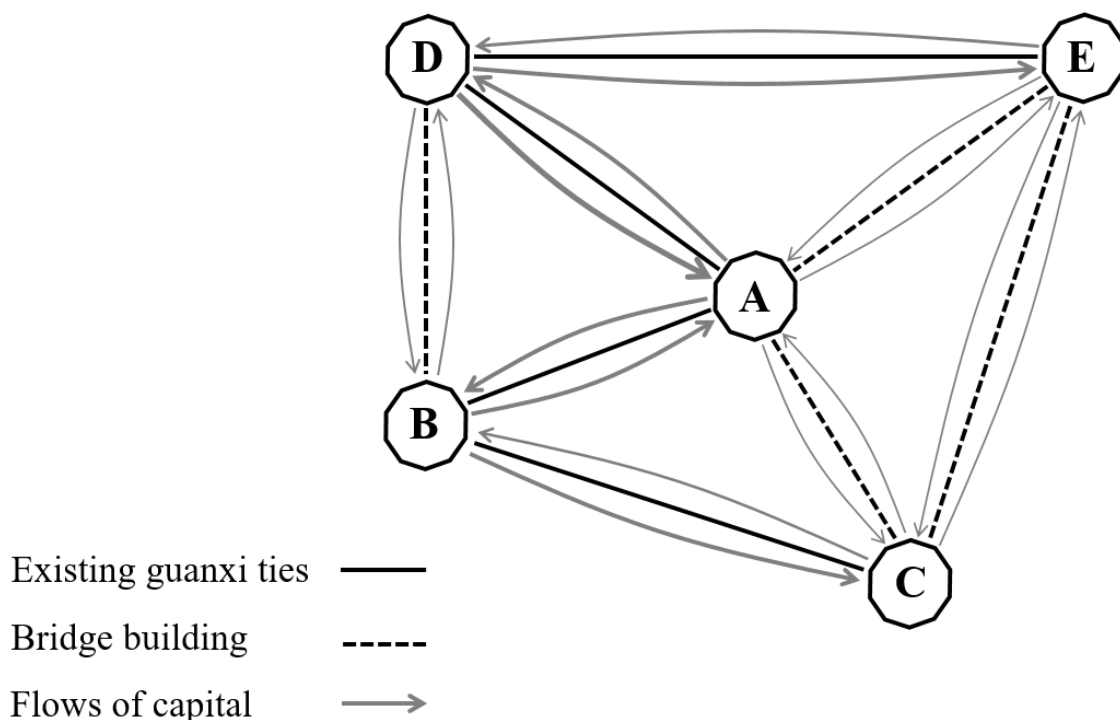 D
E
A
B
C
Existing guanxi ties
Bridge building
Flows of capital